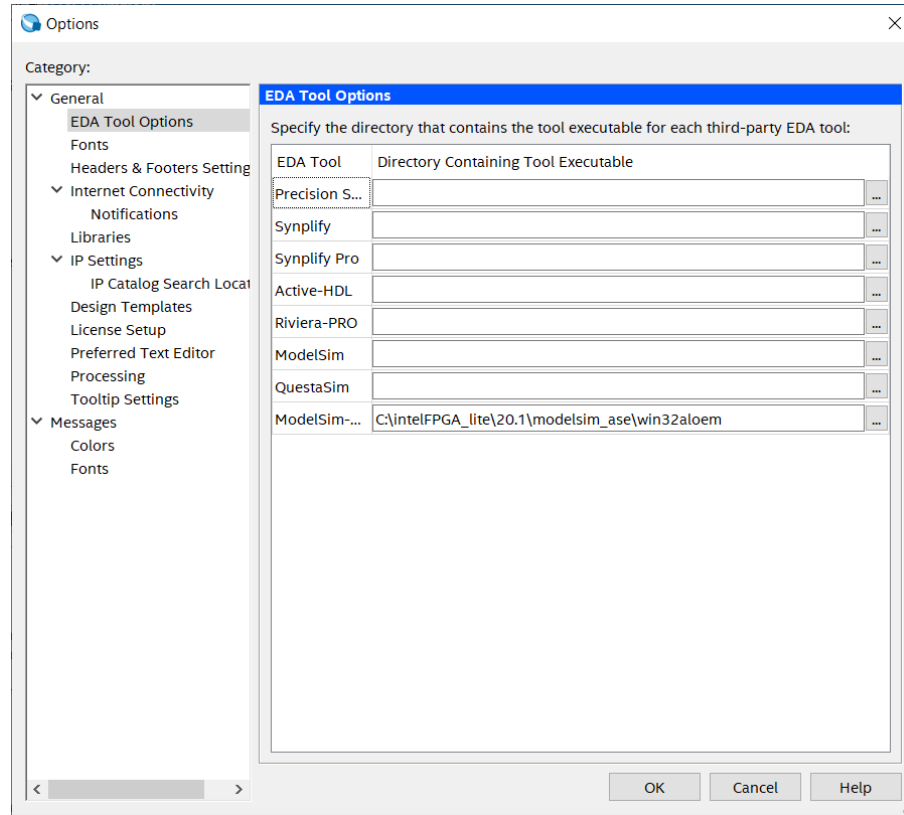 Options
Category:
General
EDA Tool Options
Fonts
Headers & Footers Setting
Internet Connectivity
Notifications
Libraries
IP Settings
IP Catalog Search Locat
Design Templates
License Setup
Preferred Text Editor
Processing
Tooltip Settings
Messages
Colors
Fonts
EDA Tool Options
Specify the directory that contains the tool executable for each third-party EDA tool:
EDA Tool Directory Containing Tool Executable
Precision S... ...
Synplify ...
Synplify Pro ...
Active-HDL ...
Riviera-PRO ...
ModelSim ...
QuestaSim ...
ModelSim-... C:\intelFPGA_lite\20.1\modelsim_ase\win32aloem ...
OK Cancel Help